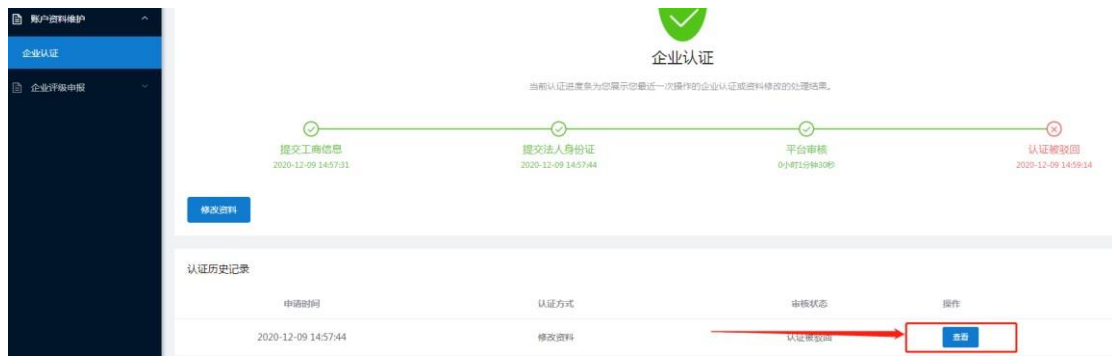 账户资料维护
企业认证
企业评级申报
企业认证
当前认证进度条为您展示您最近一次操作的企业认证或资料修改的处理结果。
提交工商信息 提交法人身份证 平台审核 认证被驳回
2020-12-09 14:57:31 2020-12-09 14:57:44 0小时1分钟30秒 2020-12-09 14:59:14
修改资料
认证历史记录
申请时间 认证方式 审核状态 操作
2020-12-09 14:57:44 修改资料 认证被驳回 查看